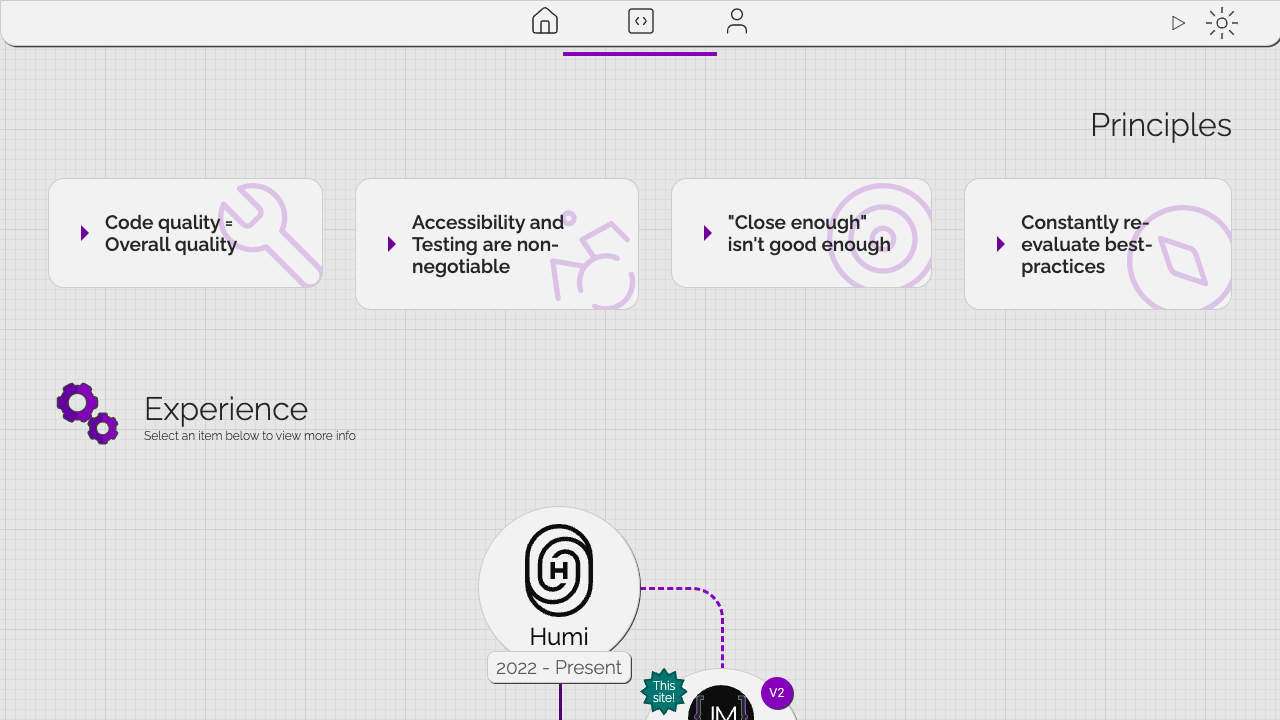 Principles
Code quality =
Overall quality
Accessibility and
Testing are non-
negotiable
"Close enough"
isn't good enough
Constantly re-
evaluate best-
practices
Experience
Select an item below to view more info
H
Humi
2022 - Present
This
site!
V2
JM